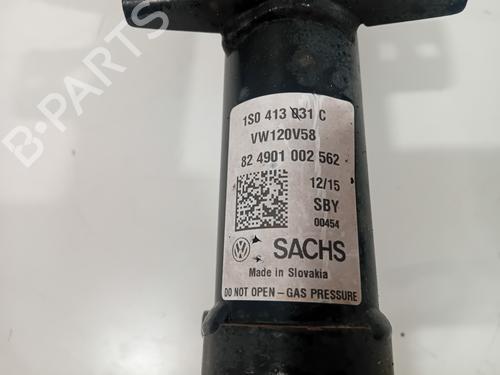 1S0 413 031 C
VW120V58
82 4901 002 562
12/15
SBY
00454
SACHS
Made in Slovakia
DO NOT OPEN - GAS PRESSURE
B-PARTS